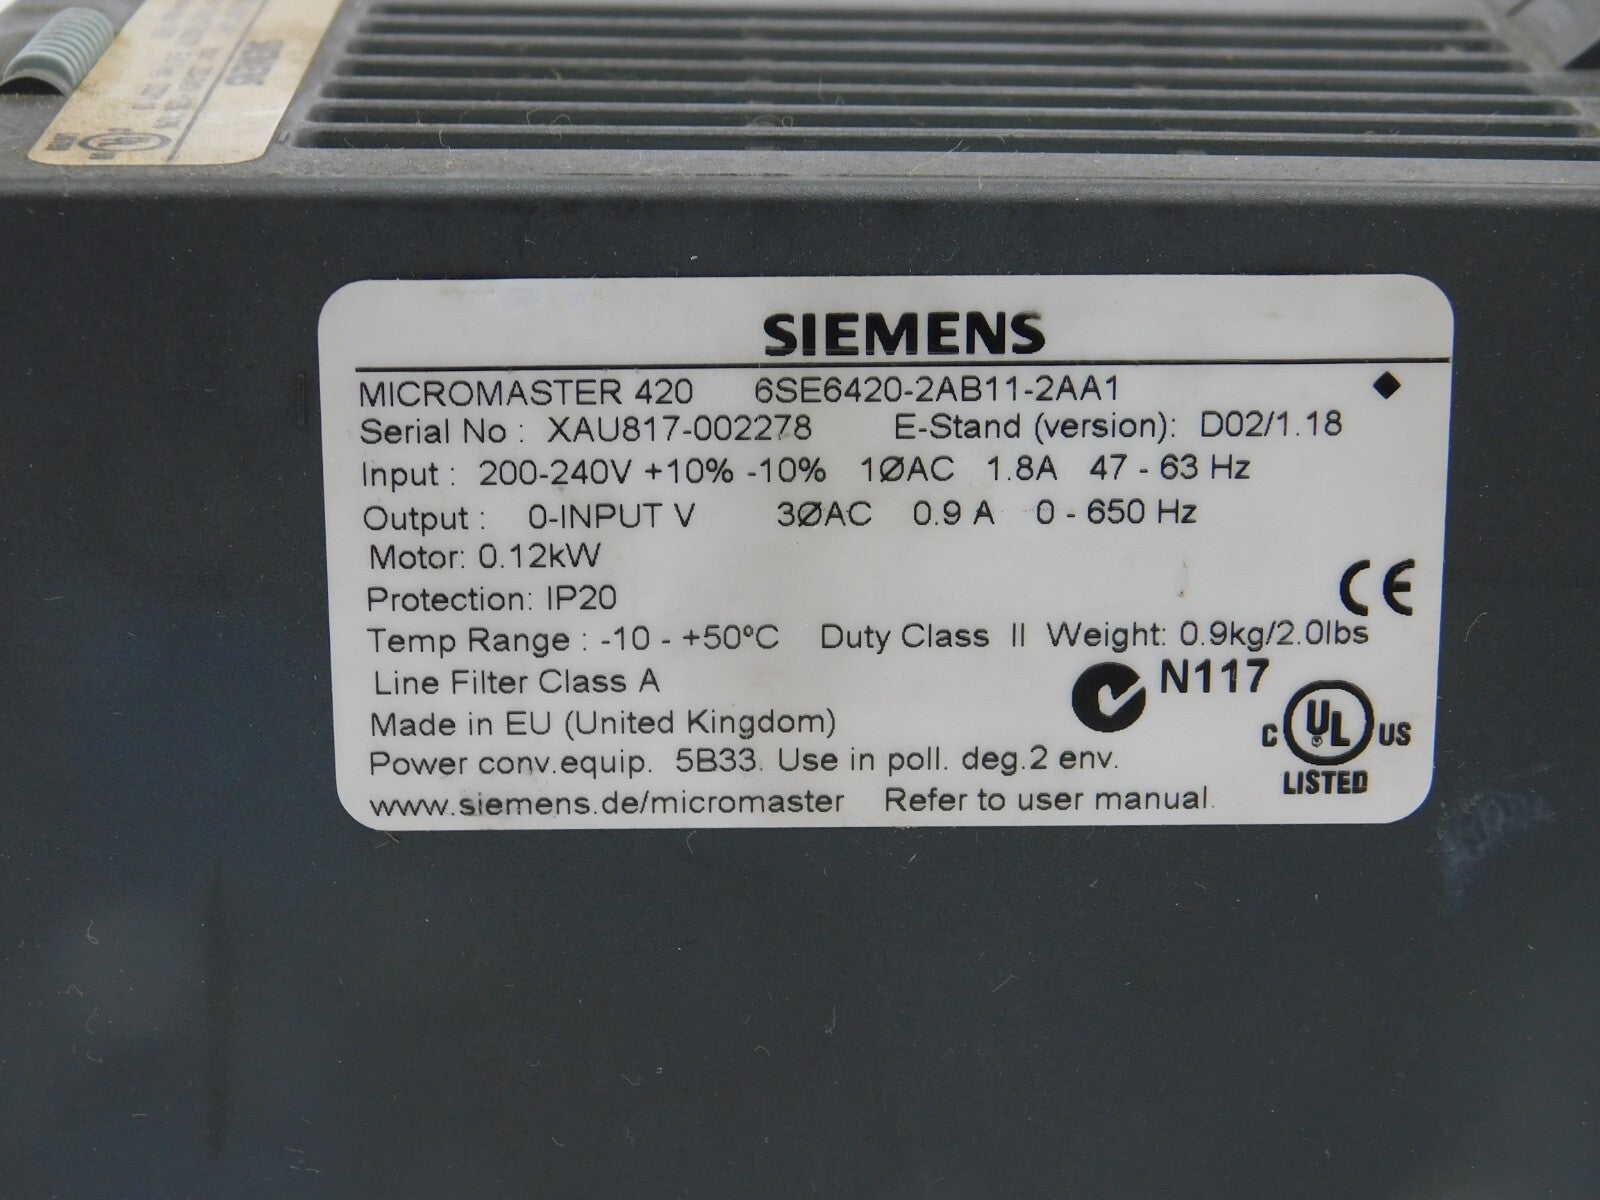 SIEMENS
SIEMENS
MICROMASTER 420 6SE6420-2AB11-2AA1
Serial No : XAU817-002278 E-Stand (version): D02/1.18
Input : 200-240V +10% -10% 1ØAC 1.8A 47 - 63 Hz
Output : 0-INPUT V 3ØAC 0.9 A 0 - 650 Hz
Motor: 0.12kW
Protection: IP20
CE
Temp Range : -10 - +50ºC Duty Class II Weight: 0.9kg/2.0lbs
Line Filter Class A
N117
Made in EU (United Kingdom)
C UL US
LISTED
Power conv.equip. 5B33. Use in poll. deg.2 env.
www.siemens.de/micromaster Refer to user manual.